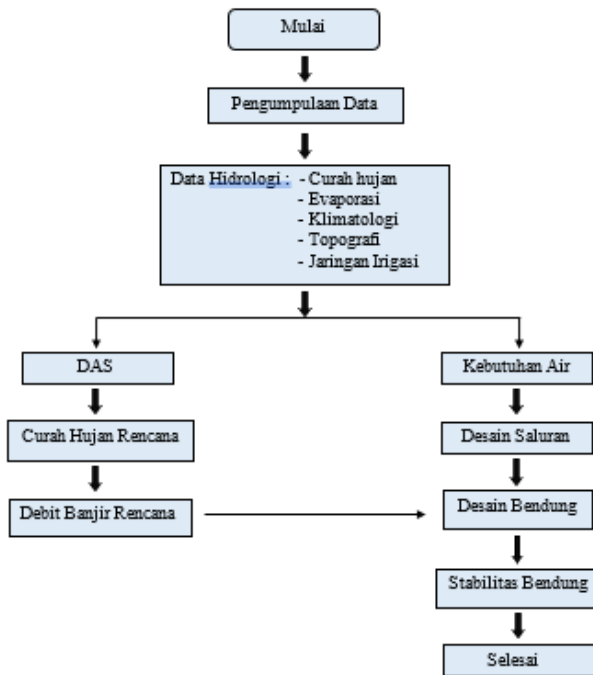 Mulai
Pengumpulaan Data
Data Hidrologi : - Curah hujan
- Evaporasi
- Klimatologi
- Topografi
- Jaringan Irigasi
DAS
Kebutuhan Air
Curah Hujan Rencana
Desain Saluran
Debit Banjir Rencana
Desain Bendung
Stabilitas Bendung
Selesai